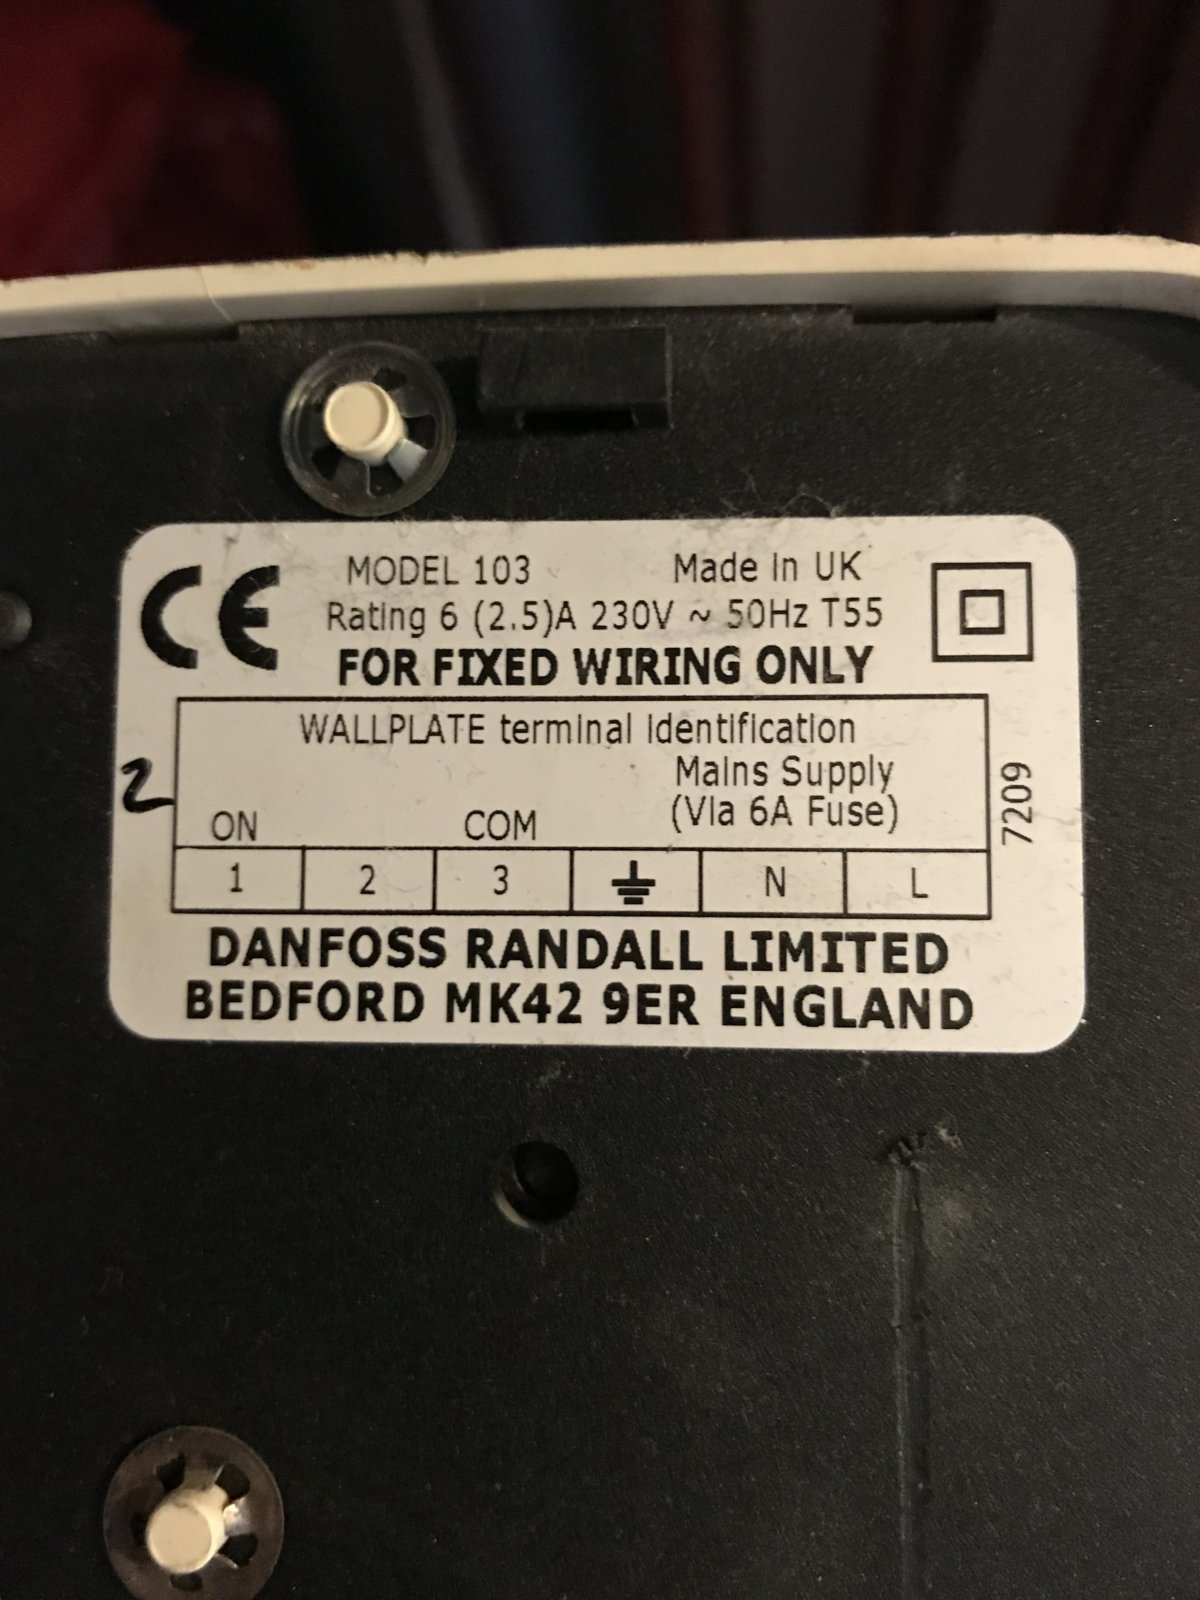 CE MODEL 103 Made in UK
Rating 6 (2.5)A 230V ~ 50Hz T55
FOR FIXED WIRING ONLY
WALLPLATE terminal identification
Mains Supply
(Via 6A Fuse)
ON COM
1 2 3 N L
2
7209
DANFOSS RANDALL LIMITED
BEDFORD MK42 9ER ENGLAND